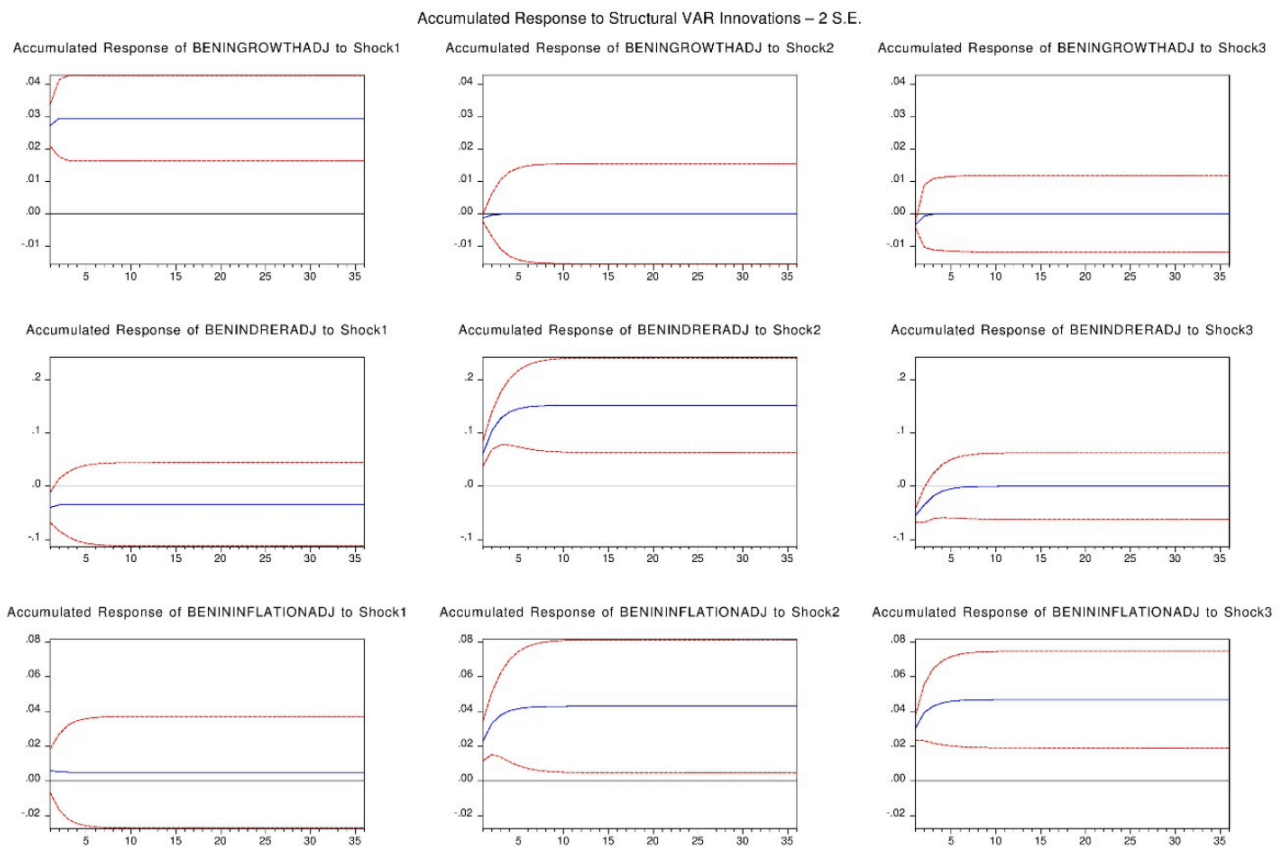 Accumulated Response to Structural VAR Innovations – 2 S.E.
Accumulated Response of BENINGROWTHADJ to Shock1
.04
.03
.02
.01
.00
-.01
5 10 15 20 25 30 35
Accumulated Response of BENINGROWTHADJ to Shock2
.04
.03
.02
.01
.00
-.01
5 10 15 20 25 30 35
Accumulated Response of BENINGROWTHADJ to Shock3
.04
.03
.02
.01
.00
-.01
5 10 15 20 25 30 35
Accumulated Response of BENINDRERADJ to Shock1
.2
.1
.0
-.1
5 10 15 20 25 30 35
Accumulated Response of BENINDRERADJ to Shock2
.2
.1
.0
-.1
5 10 15 20 25 30 35
Accumulated Response of BENINDRERADJ to Shock3
.2
.1
.0
-.1
5 10 15 20 25 30 35
Accumulated Response of BENININFLATIONADJ to Shock1
.08
.06
.04
.02
.00
-.02
5 10 15 20 25 30 35
Accumulated Response of BENININFLATIONADJ to Shock2
.08
.06
.04
.02
.00
-.02
5 10 15 20 25 30 35
Accumulated Response of BENININFLATIONADJ to Shock3
.08
.06
.04
.02
.00
-.02
5 10 15 20 25 30 35